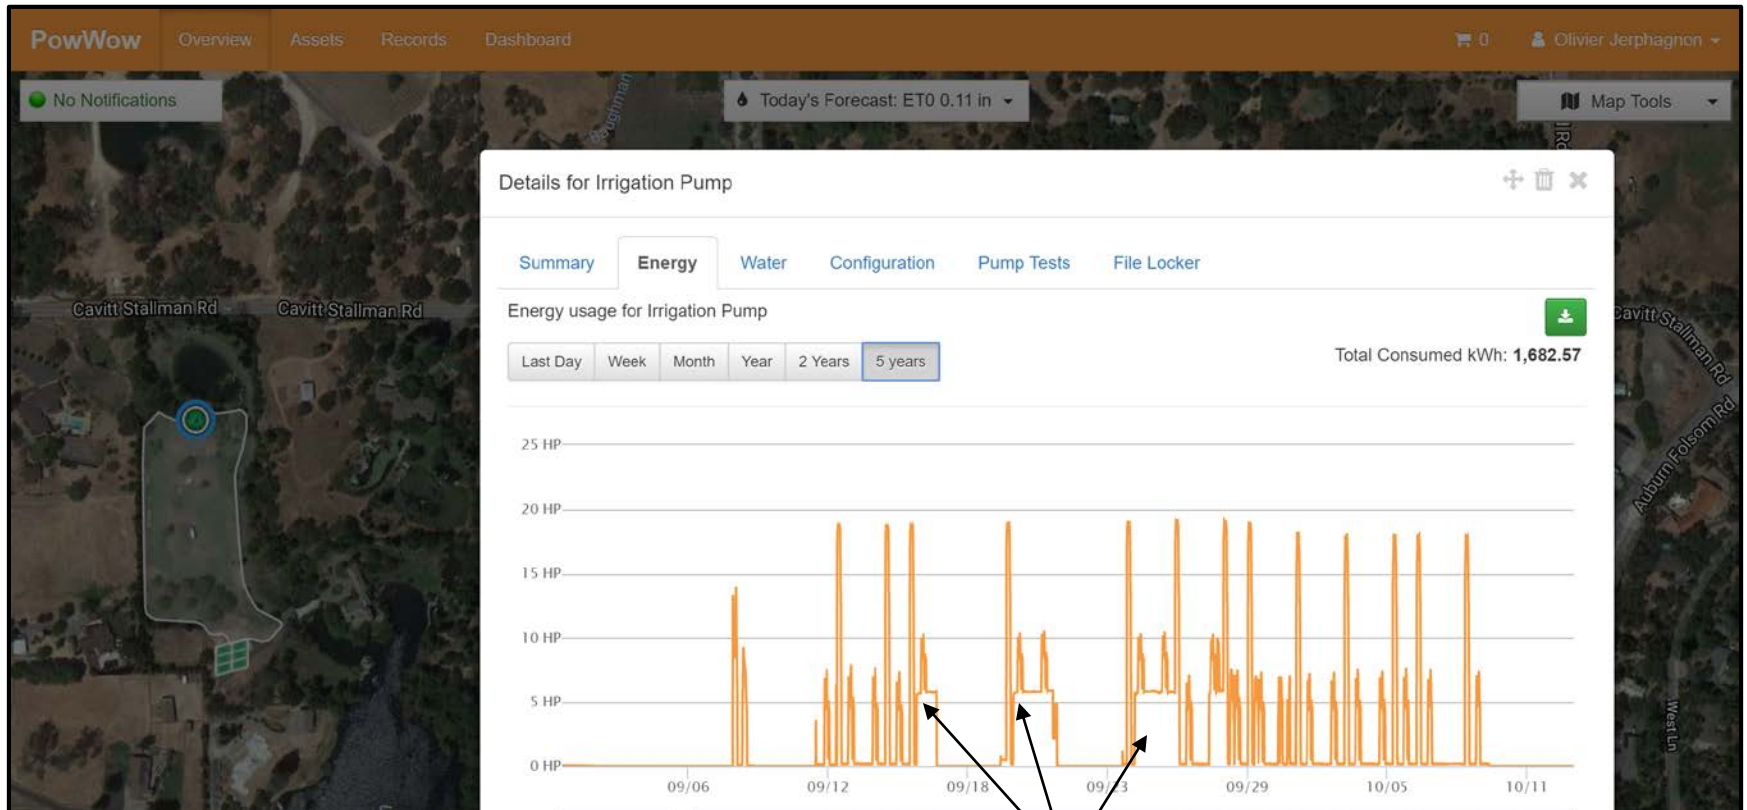 PowWow Overview Assets Records Dashboard 0 Olivier Jerphagnon
No Notifications
Today's Forecast: ET0 0.11 in
Map Tools
Baughman
Details for Irrigation Pump
Summary Energy Water Configuration Pump Tests File Locker
Cavitt Stallman Rd Cavitt Stallman Rd
Energy usage for Irrigation Pump
Cavitt Stallman Rd
Last Day Week Month Year 2 Years 5 years
Total Consumed kWh: 1,682.57
Auburn Folsom Rd
25 HP
20 HP
15 HP
10 HP
5 HP
0 HP
West Ln
09/06 09/12 09/18 09/23 09/29 10/05 10/11